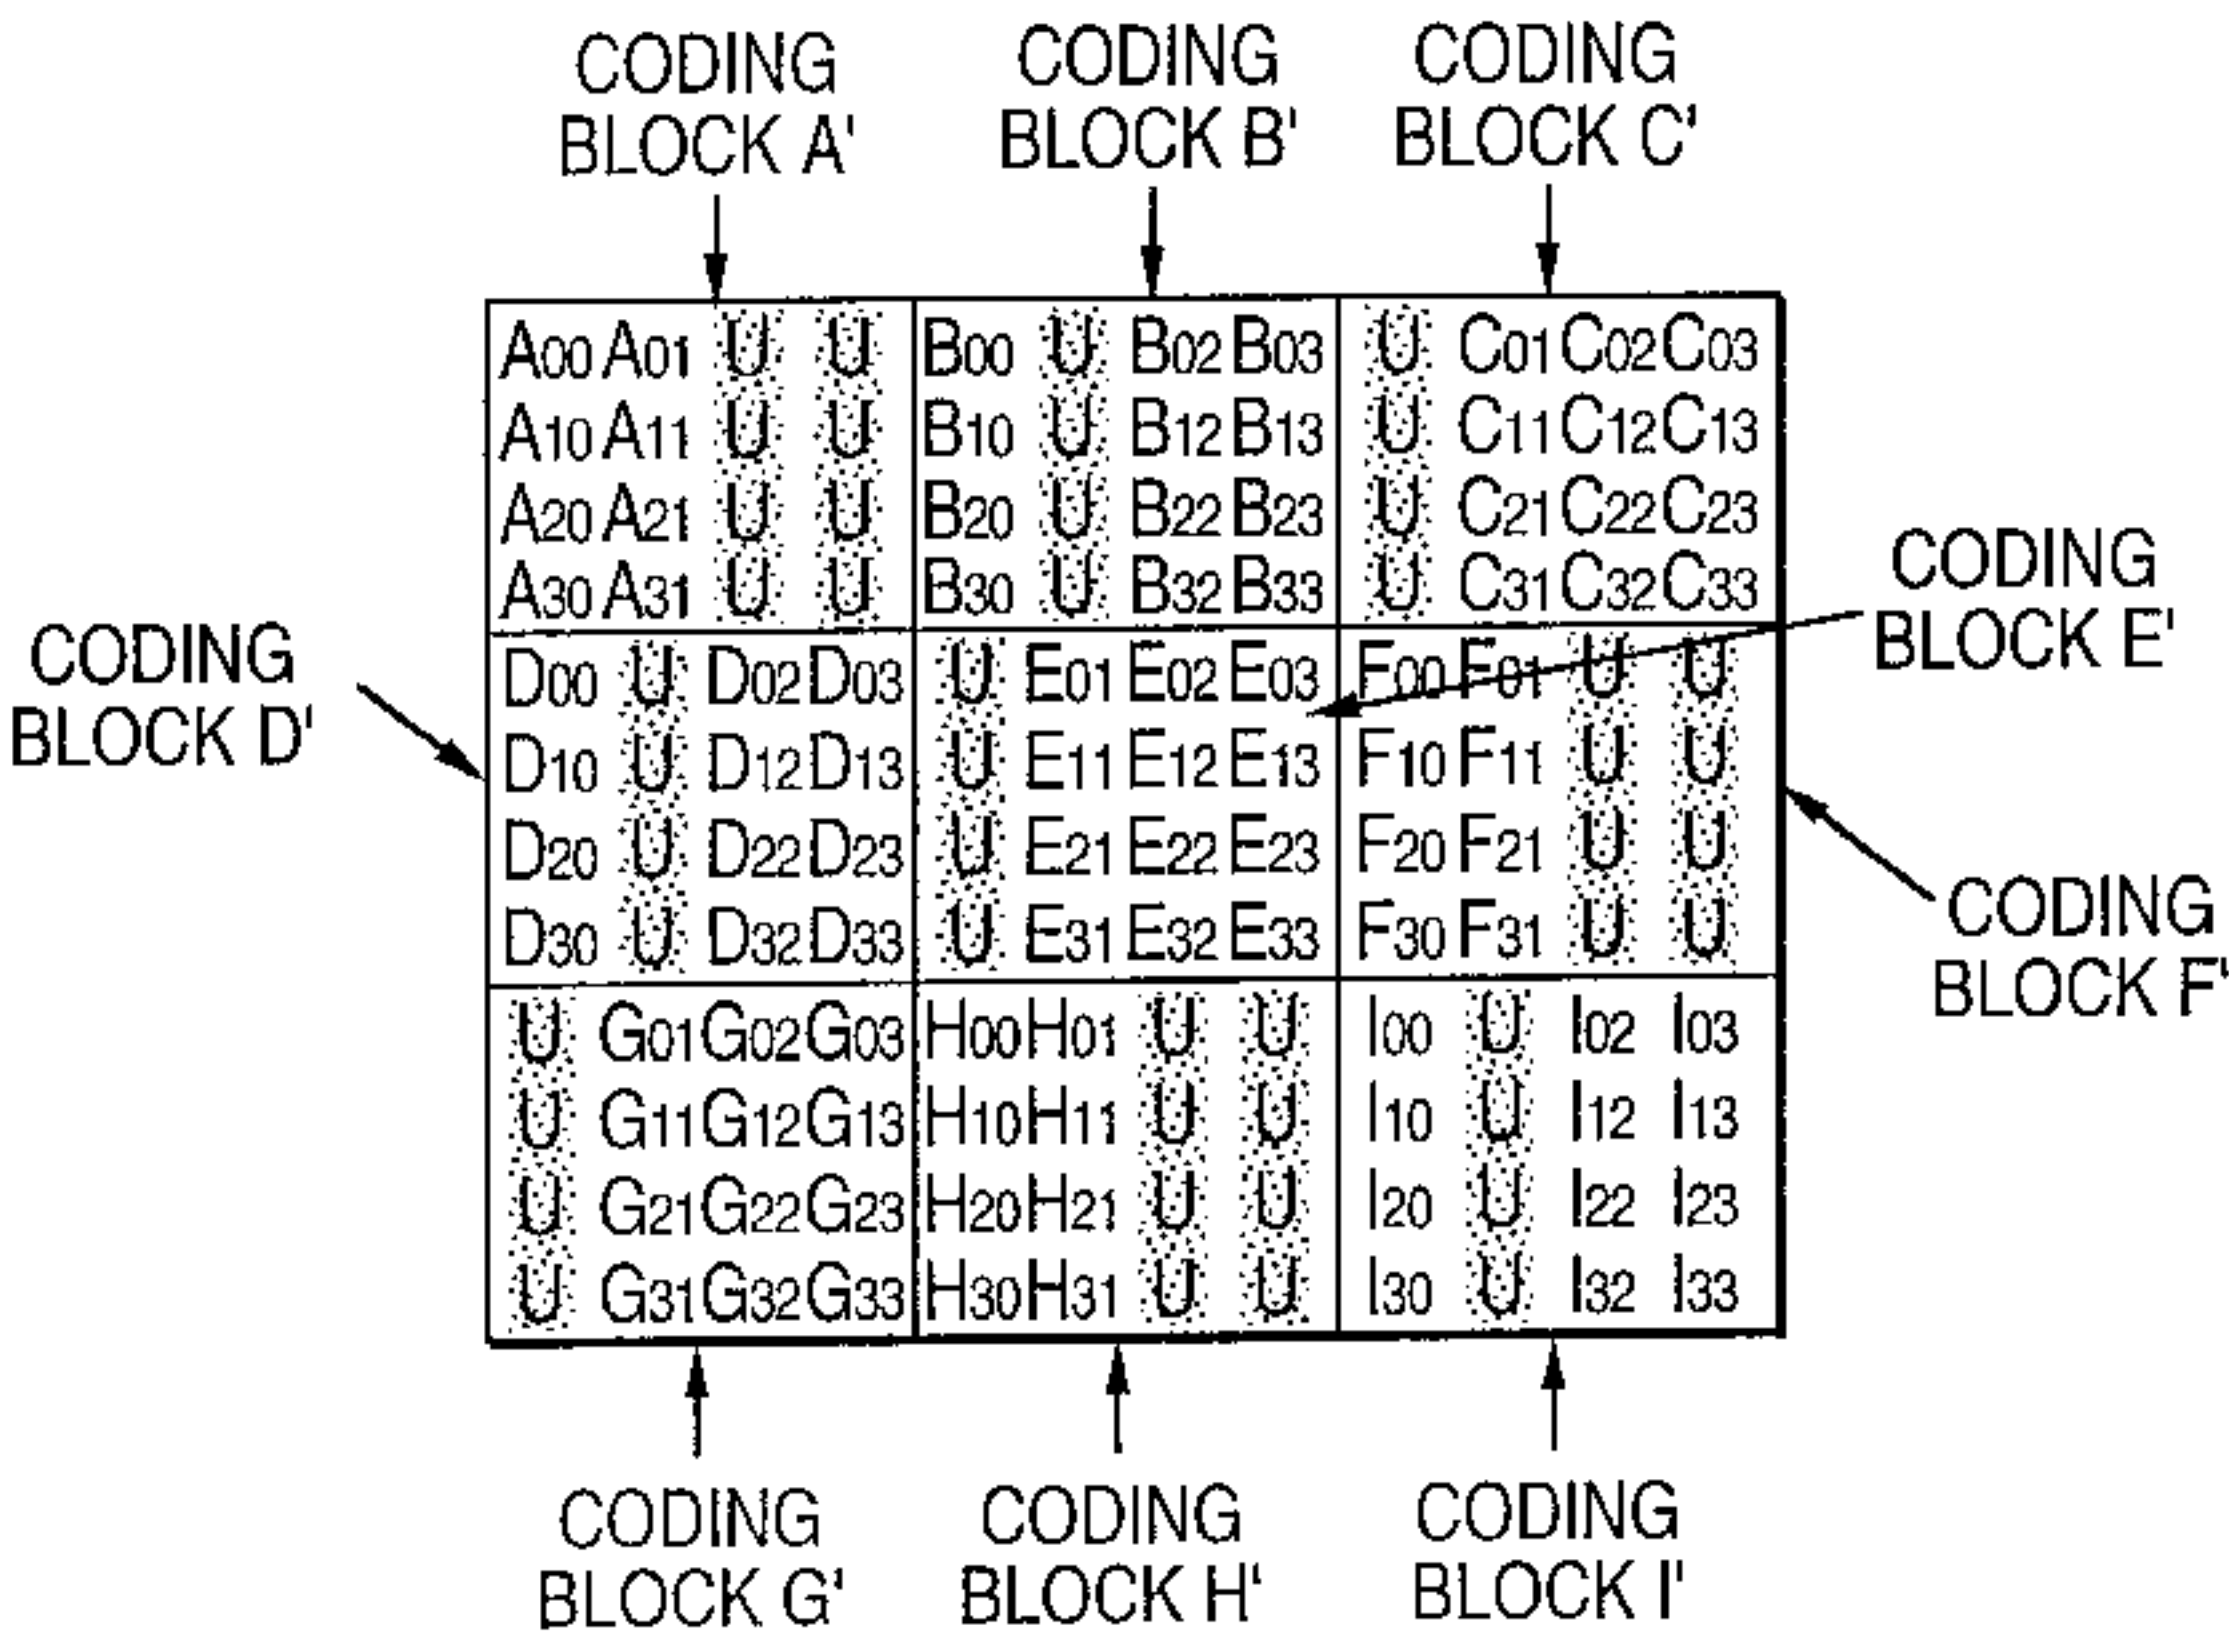 CODING BLOCK A'
CODING BLOCK B'
CODING BLOCK C'
A00 A01 U U B00 U B02 B03 U C01 C02 C03
A10 A11 U U B10 U B12 B13 U C11 C12 C13
A20 A21 U U B20 U B22 B23 U C21 C22 C23
A30 A31 U U B30 U B32 B33 U C31 C32 C33
CODING BLOCK E'
CODING BLOCK D'
D00 U D02 D03 U E01 E02 E03 F00 F01 U U
D10 U D12 D13 U E11 E12 E13 F10 F11 U U
D20 U D22 D23 U E21 E22 E23 F20 F21 U U
D30 U D32 D33 U E31 E32 E33 F30 F31 U U
CODING BLOCK F'
U G01 G02 G03 H00 H01 U U I00 U I02 I03
U G11 G12 G13 H10 H11 U U I10 U I12 I13
U G21 G22 G23 H20 H21 U U I20 U I22 I23
U G31 G32 G33 H30 H31 U U I30 U I32 I33
CODING BLOCK G'
CODING BLOCK H'
CODING BLOCK I'